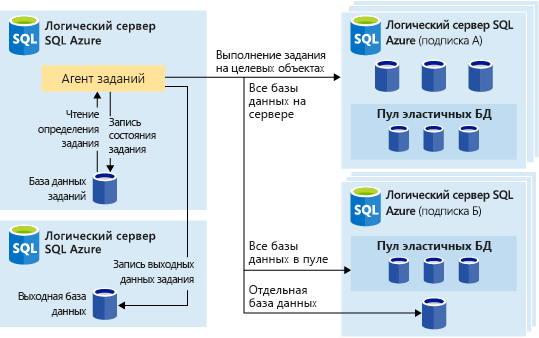 SQL
Логический сервер
SQL Azure
Агент заданий
Чтение
определения
задания
Запись
состояния
задания
База данных
заданий
SQL
Логический сервер
SQL Azure
Запись выходных
данных задания
Выходная база
данных
Выполнение задания
на целевых объектах
Все базы
данных на
сервере
Все базы
данных в пуле
Отдельная
база данных
SQL
Логический сервер SQL
Azure (подписка А)
Пул эластичных БД
SQL
Логический сервер SQL
Azure (подписка Б)
Пул эластичных БД